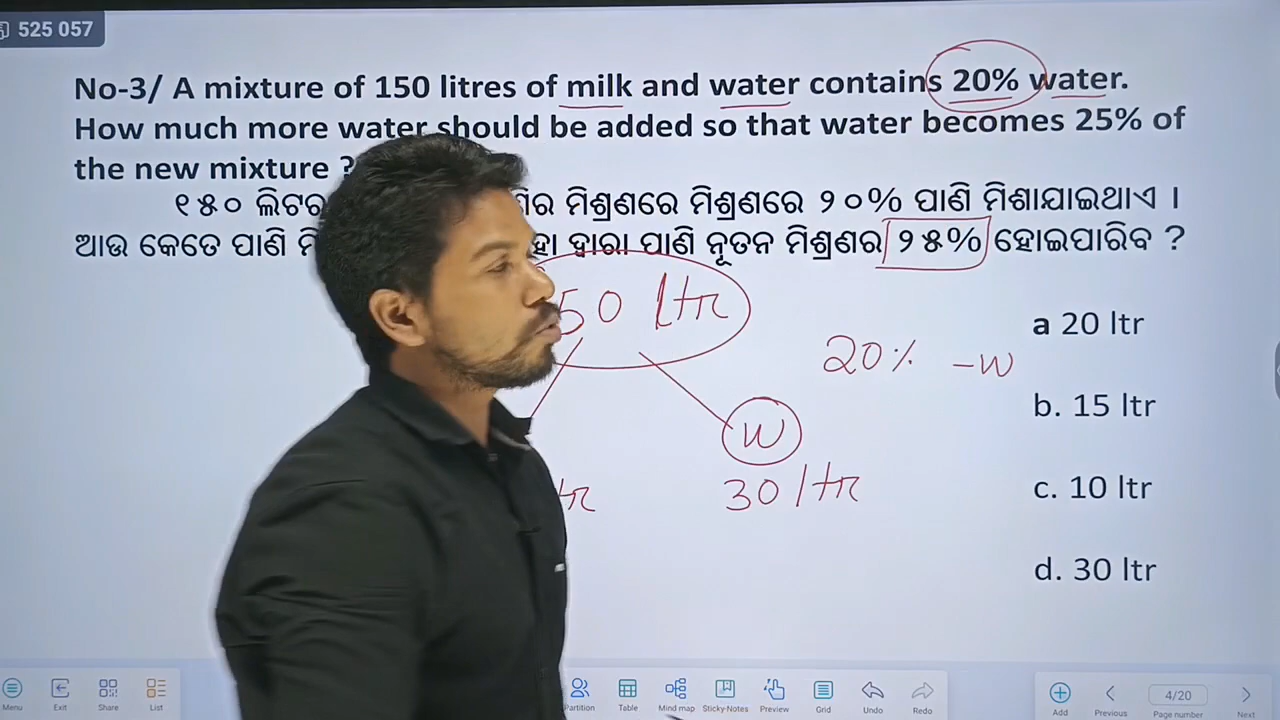 525 057
No-3/ A mixture of 150 litres of milk and water contains 20% water.
How much more water should be added so that water becomes 25% of
the new mixture ?
୧୫୦ ଲିଟର ମିଶ୍ରଣରେ ମିଶ୍ରଣରେ ୨୦% ପାଣି ମିଶାଯାଇଥାଏ ।
ଆଉ କେତେ ପାଣି ଦ୍ୱାରା ପାଣି ନୂତନ ମିଶ୍ରଣର ୨୫% ହୋଇପାରିବ ?
50 ltr
20% -W
W
30 ltr
a 20 ltr
b. 15 ltr
c. 10 ltr
d. 30 ltr
Menu Exit Share List Partition Table Mind map Sticky-Notes Preview Grid Undo Redo Add Previous 4/20 Page number Next